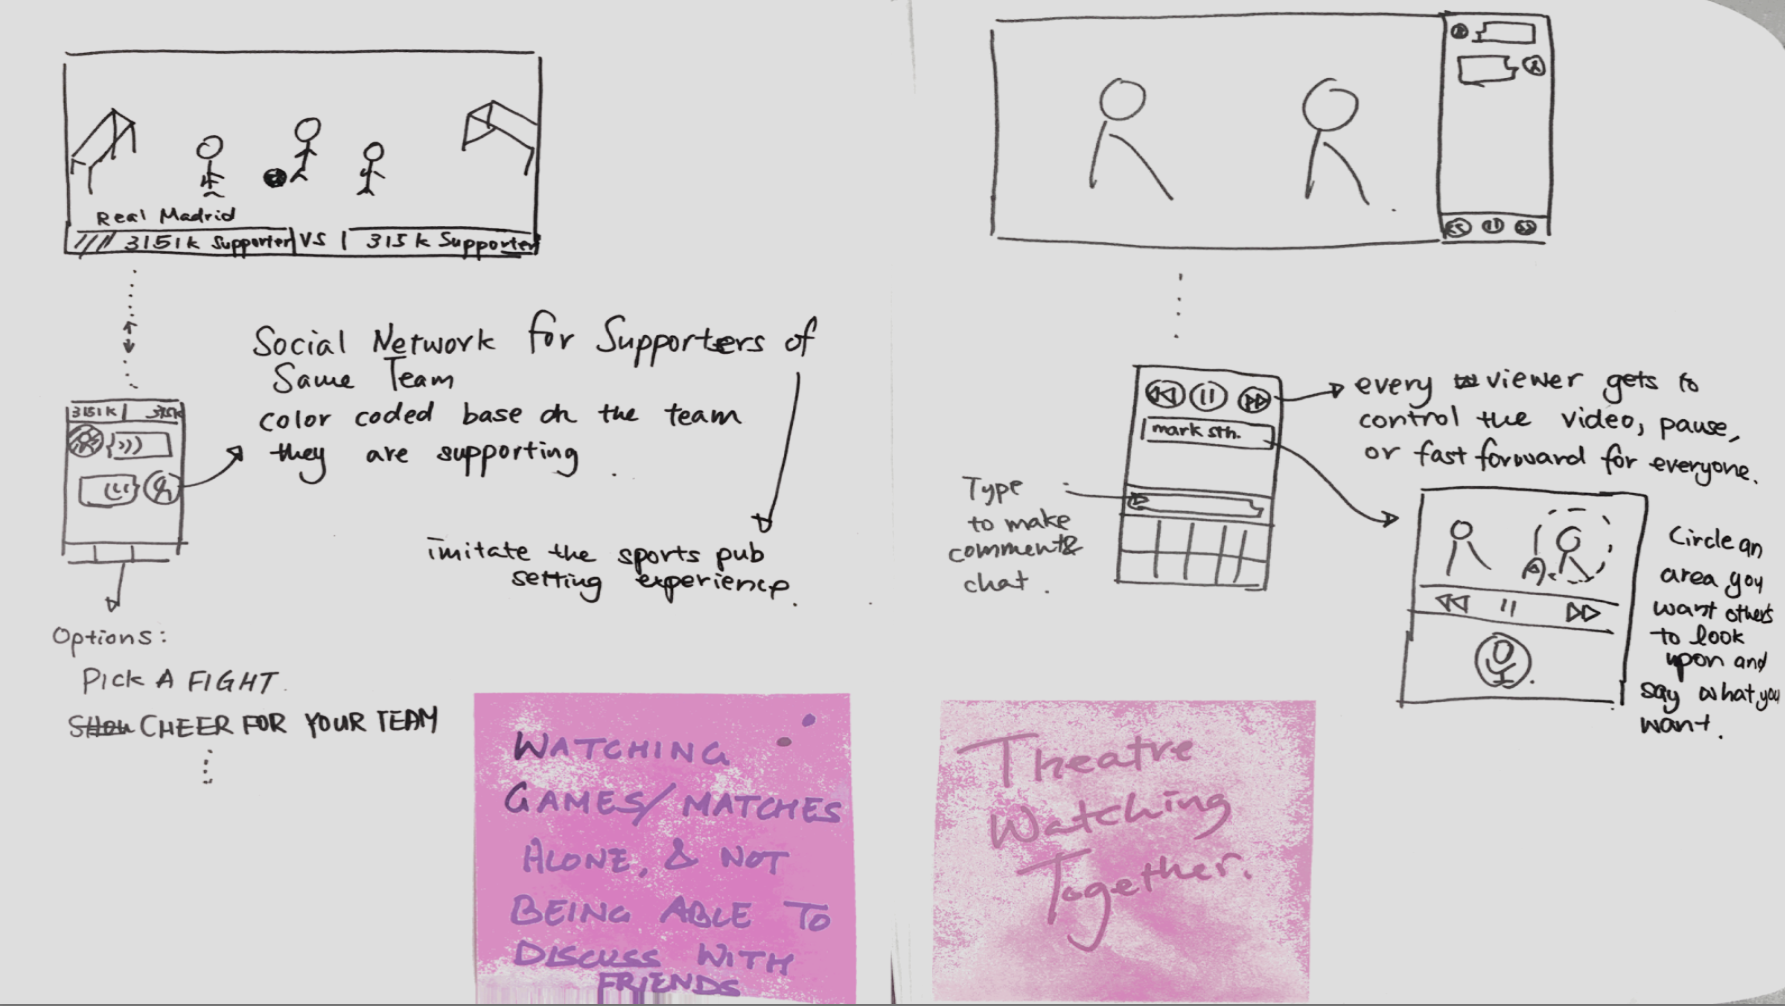 Real Madrid
3151k Supporter VS 315k Supporter
3151k 315k
Social Network for Supporters of
Same Team
color coded base on the team
they are supporting.
imitate the sports pub
setting experience.
Options:
PICK A FIGHT.
CHEER FOR YOUR TEAM
WATCHING
GAMES/MATCHES
ALONE, & NOT
BEING ABLE TO
DISCUSS WITH
FRIENDS
mark sth.
every viewer gets to
control the video, pause,
or fast forward for everyone.
Type
to make
comment &
chat.
Circle an
area you
want others
to look
upon and
say what you
want.
Theatre
Watching
Together.